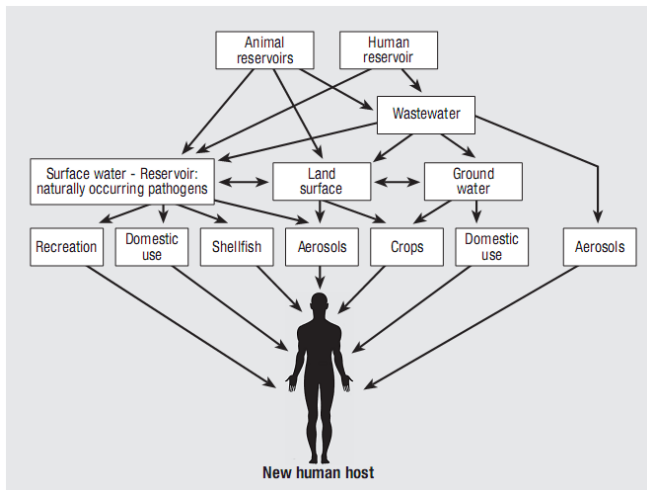 Animal
reservoirs
Human
reservoir
Wastewater
Surface water - Reservoir:
naturally occurring pathogens
Land
surface
Ground
water
Recreation
Domestic
use
Shellfish
Aerosols
Crops
Domestic
use
Aerosols
New human host